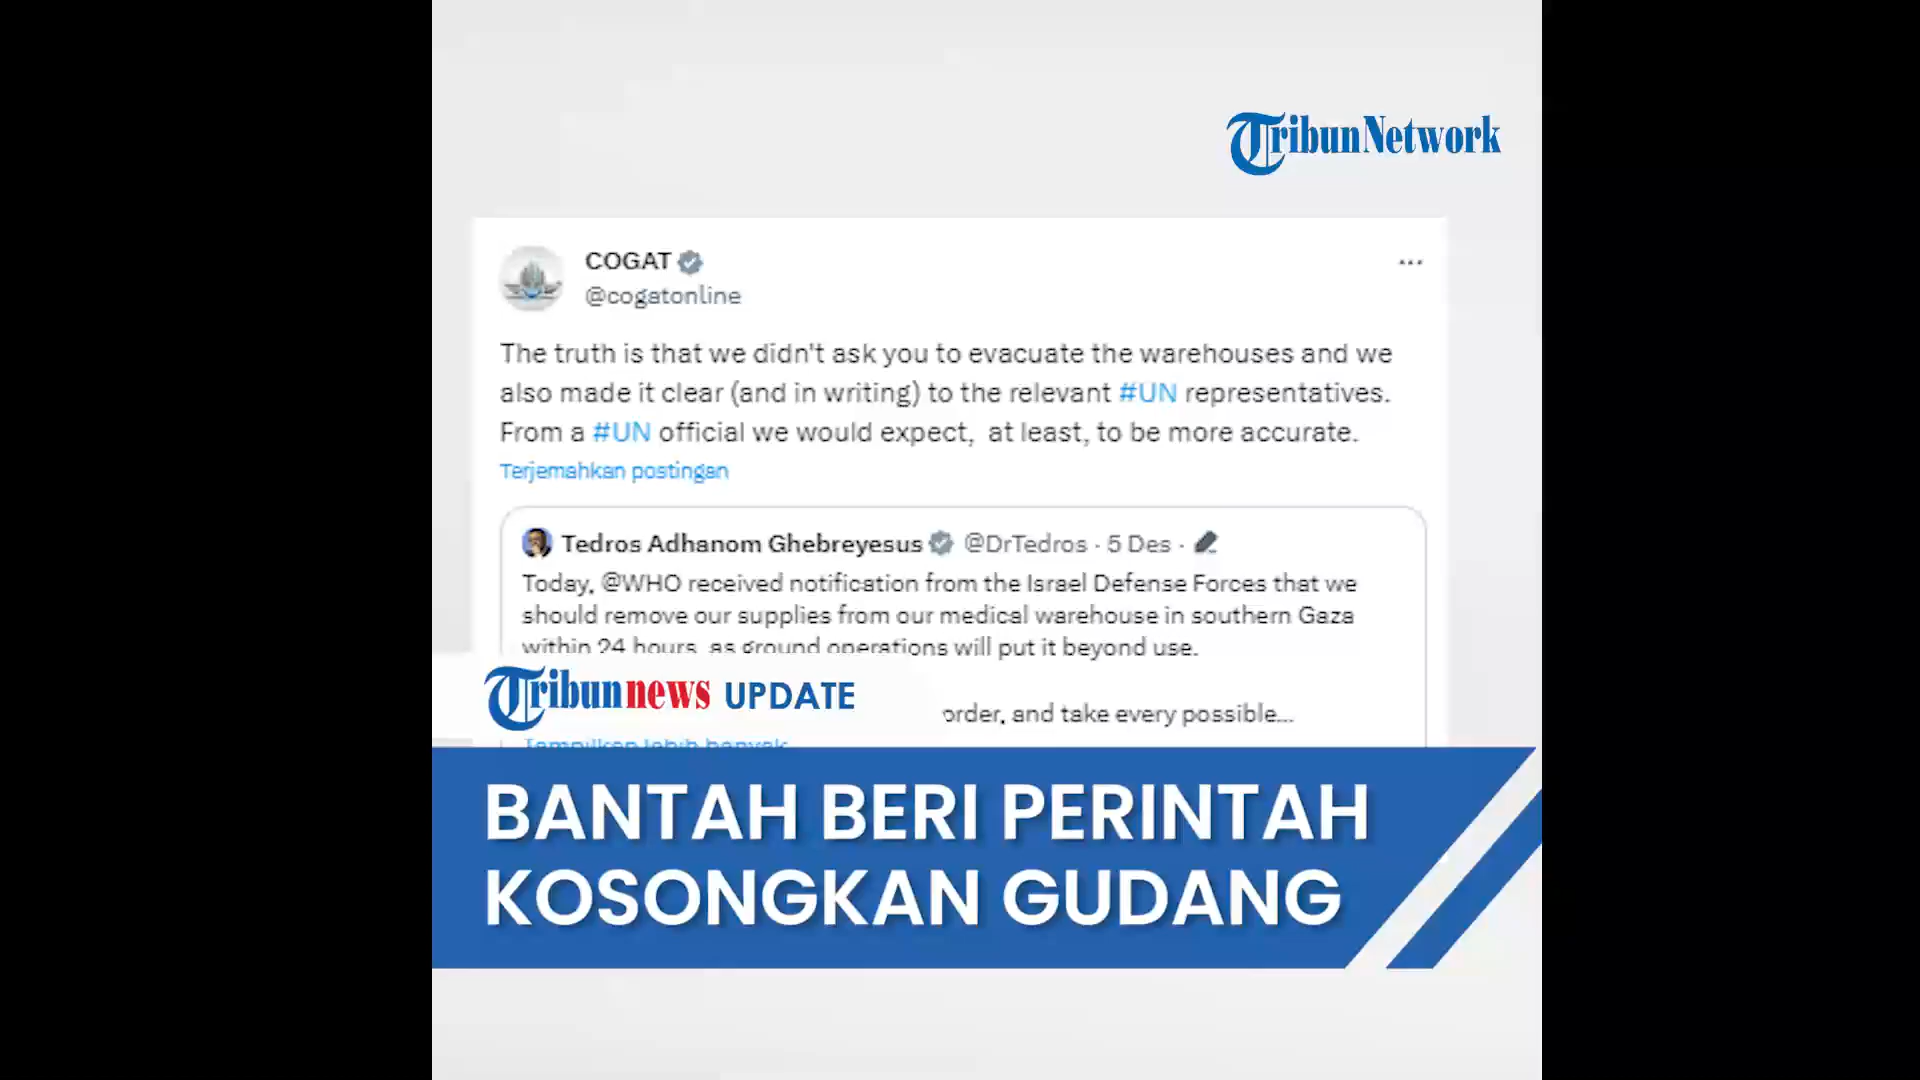 TribunNetwork
COGAT
@cogatonline
The truth is that we didn't ask you to evacuate the warehouses and we
also made it clear (and in writing) to the relevant #UN representatives.
From a #UN official we would expect, at least, to be more accurate.
Terjemahkan postingan
Tedros Adhanom Ghebreyesus @DrTedros · 5 Des ·
Today, @WHO received notification from the Israel Defense Forces that we
should remove our supplies from our medical warehouse in southern Gaza
within 24 hours, as ground operations will put it beyond use.
order, and take every possible...
Tampilkan lebih banyak
Tribunnews UPDATE
BANTAH BERI PERINTAH
KOSONGKAN GUDANG